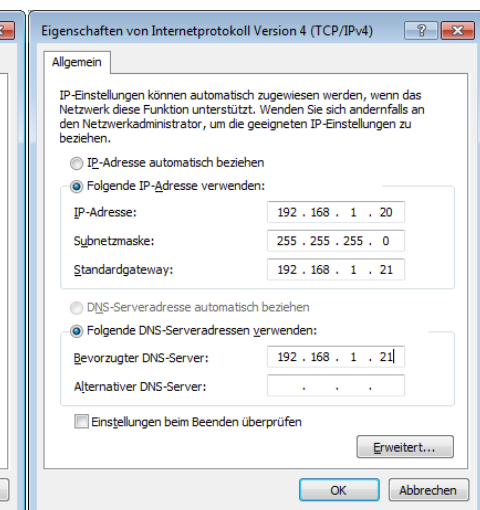 Eigenschaften von Internetprotokoll Version 4 (TCP/IPv4)
Allgemein
IP-Einstellungen können automatisch zugewiesen werden, wenn das
Netzwerk diese Funktion unterstützt. Wenden Sie sich andernfalls an
den Netzwerkadministrator, um die geeigneten IP-Einstellungen zu
beziehen.
IP-Adresse automatisch beziehen
Folgende IP-Adresse verwenden:
IP-Adresse: 192 . 168 . 1 . 20
Subnetzmaske: 255 . 255 . 255 . 0
Standardgateway: 192 . 168 . 1 . 21
DNS-Serveradresse automatisch beziehen
Folgende DNS-Serveradressen verwenden:
Bevorzugter DNS-Server: 192 . 168 . 1 . 21
Alternativer DNS-Server: . . .
Einstellungen beim Beenden überprüfen
Erweitert...
OK Abbrechen